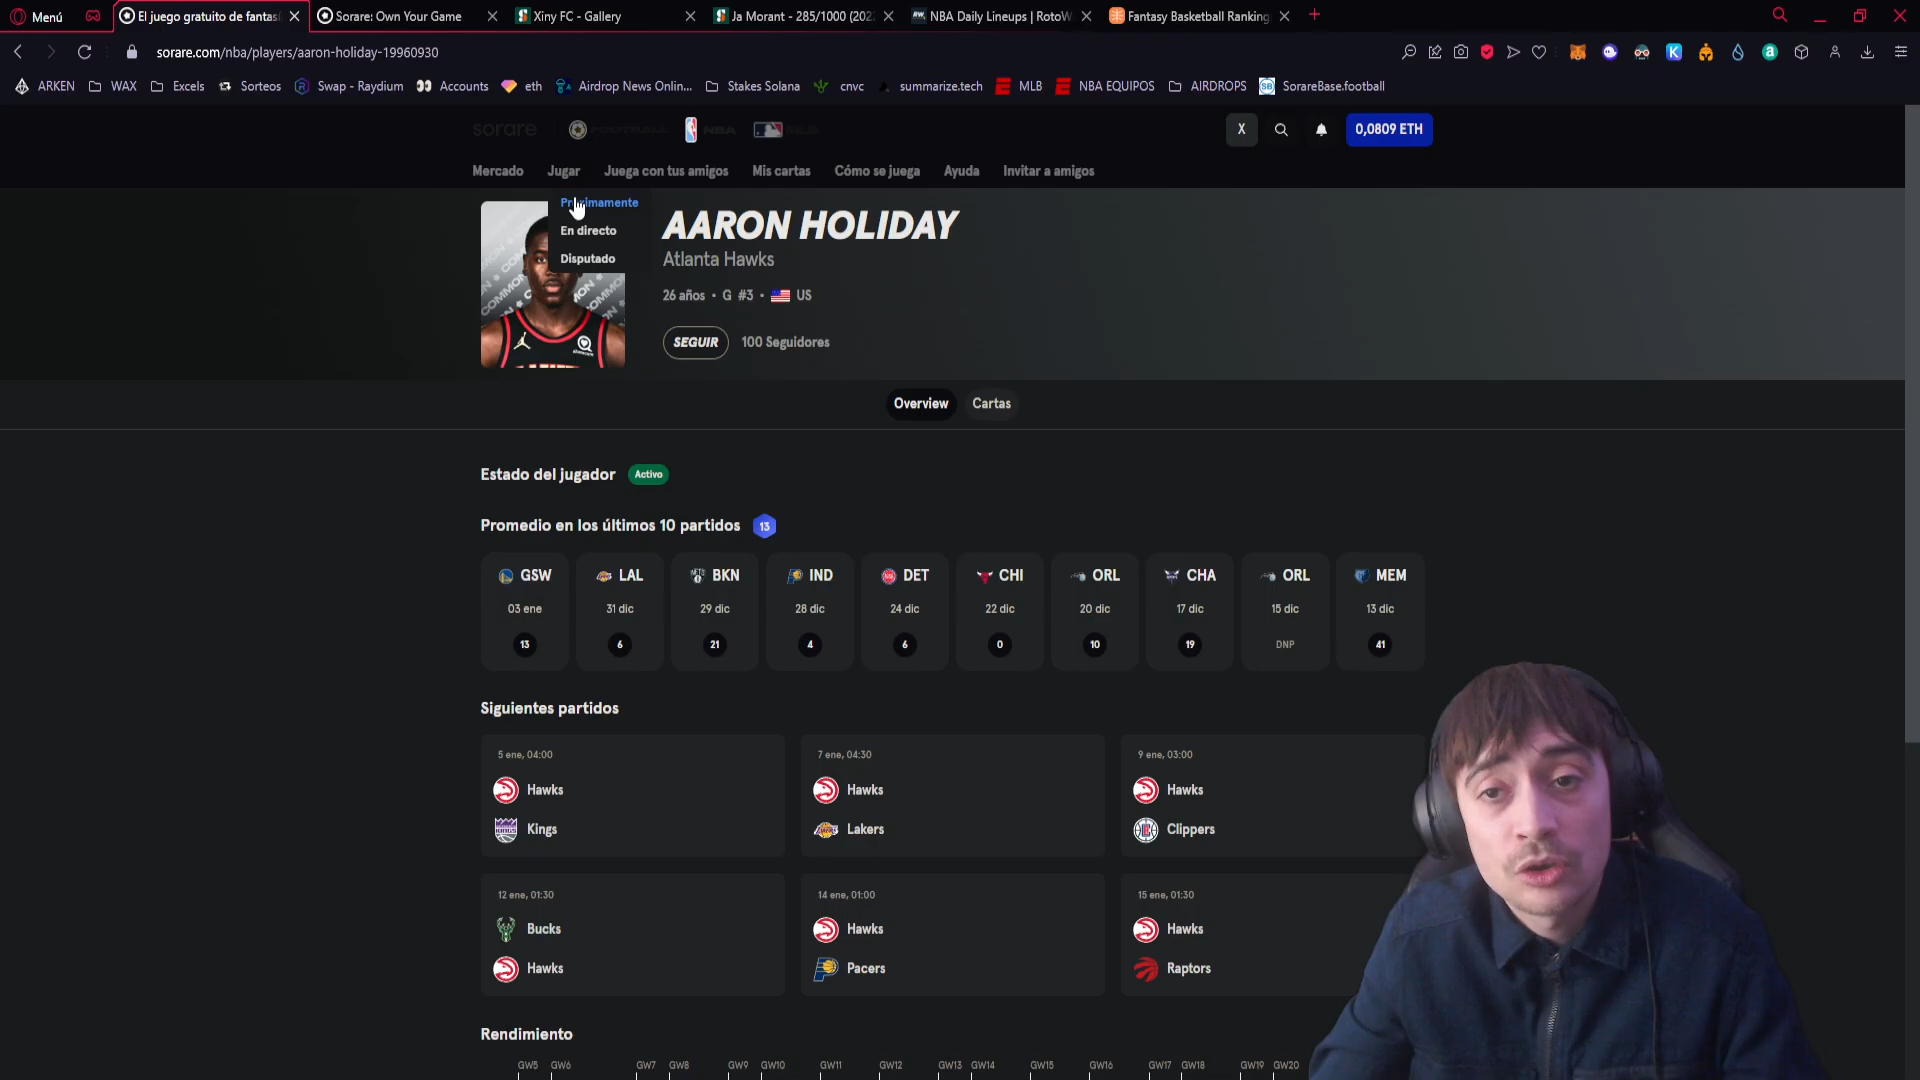 Menú
El juego gratuito de fantas
Sorare: Own Your Game
Xiny FC - Gallery
Ja Morant - 285/1000 (202
NBA Daily Lineups | RotoW
Fantasy Basketball Ranking
sorare.com/nba/players/aaron-holiday-19960930
ARKEN
WAX
Excels
Sorteos
Swap - Raydium
Accounts
eth
Airdrop News Onlin...
Stakes Solana
cnvc
summarize.tech
MLB
NBA EQUIPOS
AIRDROPS
SorareBase.football
sorare
FOOTBALL
NBA
MLB
X
0,0809 ETH
Mercado
Jugar
Juega con tus amigos
Mis cartas
Cómo se juega
Ayuda
Invitar a amigos
En directo
Disputado
AARON HOLIDAY
Atlanta Hawks
26 años • G #3 • US
SEGUIR
100 Seguidores
Overview
Cartas
Estado del jugador
Activo
Promedio en los últimos 10 partidos
13
GSW
LAL
BKN
IND
DET
CHI
ORL
CHA
ORL
MEM
03 ene
31 dic
29 dic
28 dic
24 dic
22 dic
20 dic
17 dic
15 dic
13 dic
13
6
21
4
6
0
10
19
DNP
41
Siguientes partidos
5 ene, 04:00
Hawks
Kings
7 ene, 04:30
Hawks
Lakers
9 ene, 03:00
Hawks
Clippers
12 ene, 01:30
Bucks
Hawks
14 ene, 01:00
Hawks
Pacers
15 ene, 01:30
Hawks
Raptors
Rendimiento
GW5
GW6
GW7
GW8
GW9
GW10
GW11
GW12
GW13
GW14
GW15
GW16
GW17
GW18
GW19
GW20